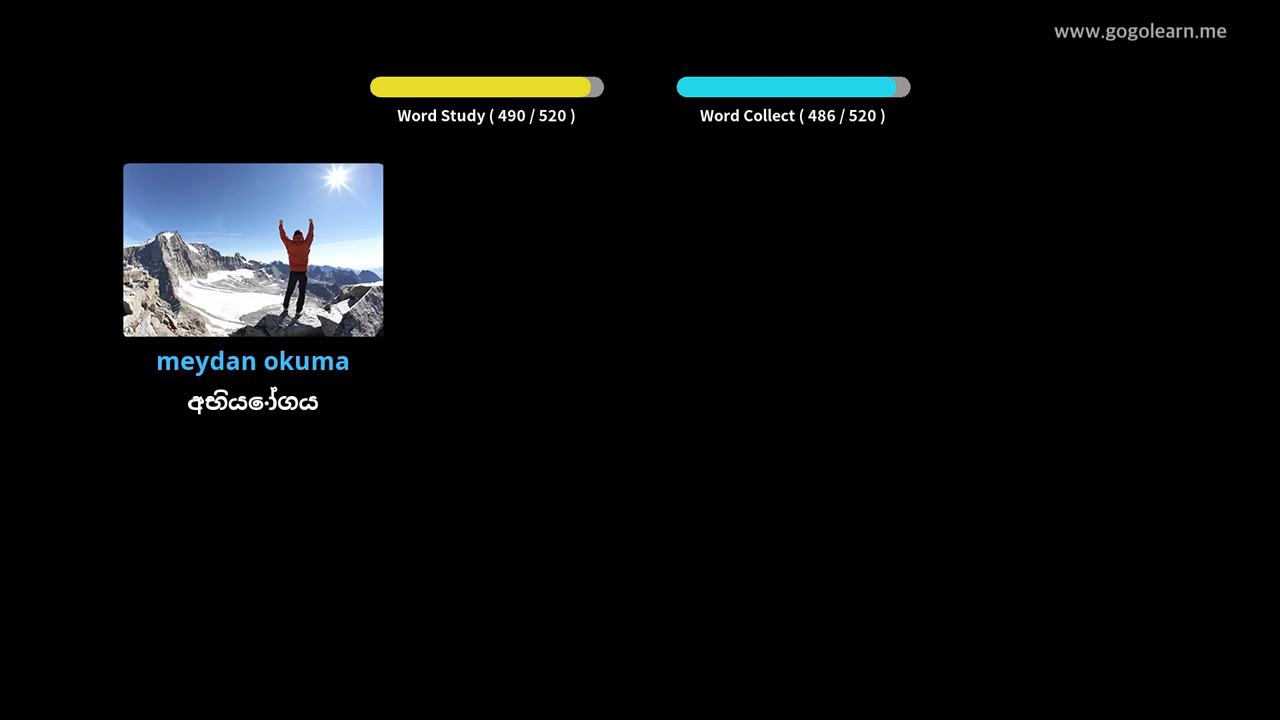 www.gogolearn.me
Word Study ( 490 / 520 )
Word Collect ( 486 / 520 )
meydan okuma
අභියෝගය